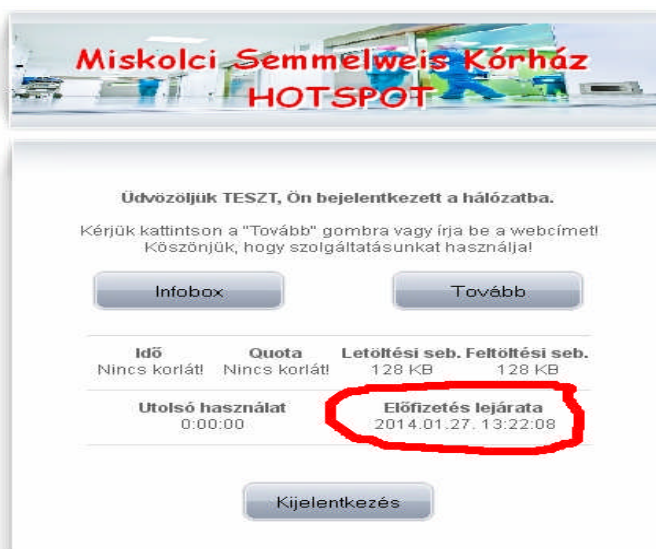 Miskolci Semmelweis Kórház
HOTSPOT
Üdvözöljük TESZT, Ön bejelentkezett a hálózatba.
Kérjük kattintson a "Tovább" gombra vagy írja be a webcímet!
Köszönjük, hogy szolgáltatásunkat használja!
Infobox Tovább
Idő Quota Letöltési seb. Feltöltési seb.
Nincs korlát! Nincs korlát! 128 KB 128 KB
Utolsó használat Előfizetés lejárata
0:00:00 2014.01.27. 13:22:08
Kijelentkezés